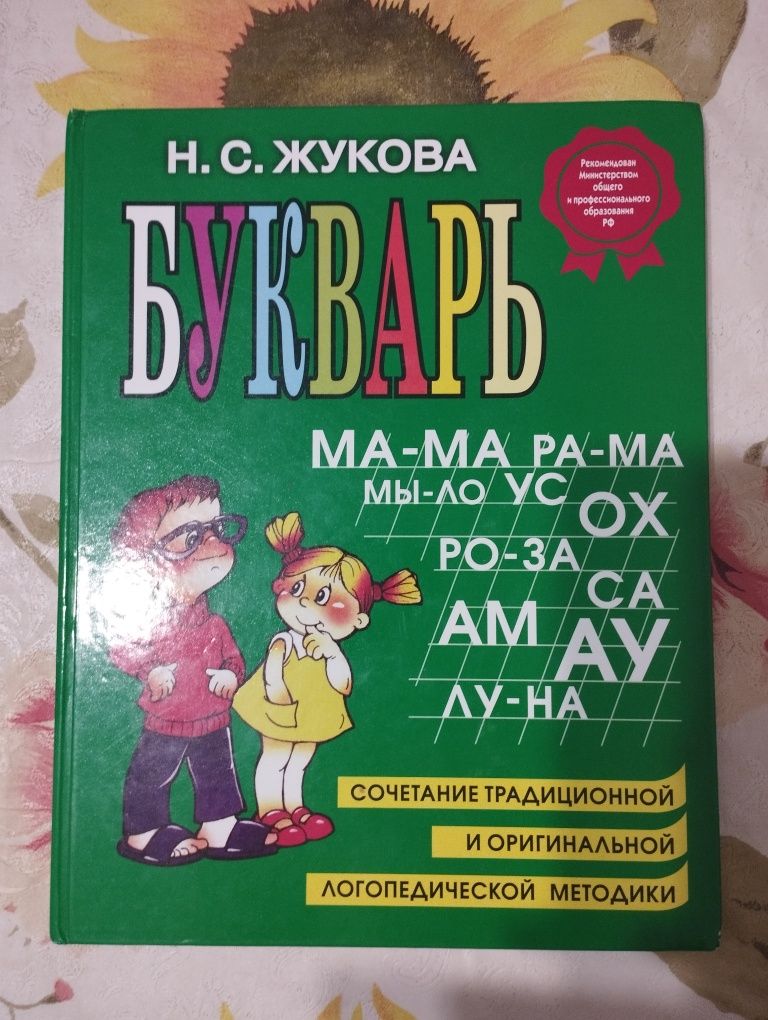 Н. С. ЖУКОВА
Рекомендован
Министерством
общего
и профессионального
образования
РФ
БУКВАРЬ
МА-МА РА-МА
МЫ-ЛО УС
ОХ
РО-ЗА
СА
АМ АУ
ЛУ-НА
СОЧЕТАНИЕ ТРАДИЦИОННОЙ
И ОРИГИНАЛЬНОЙ
ЛОГОПЕДИЧЕСКОЙ МЕТОДИКИ